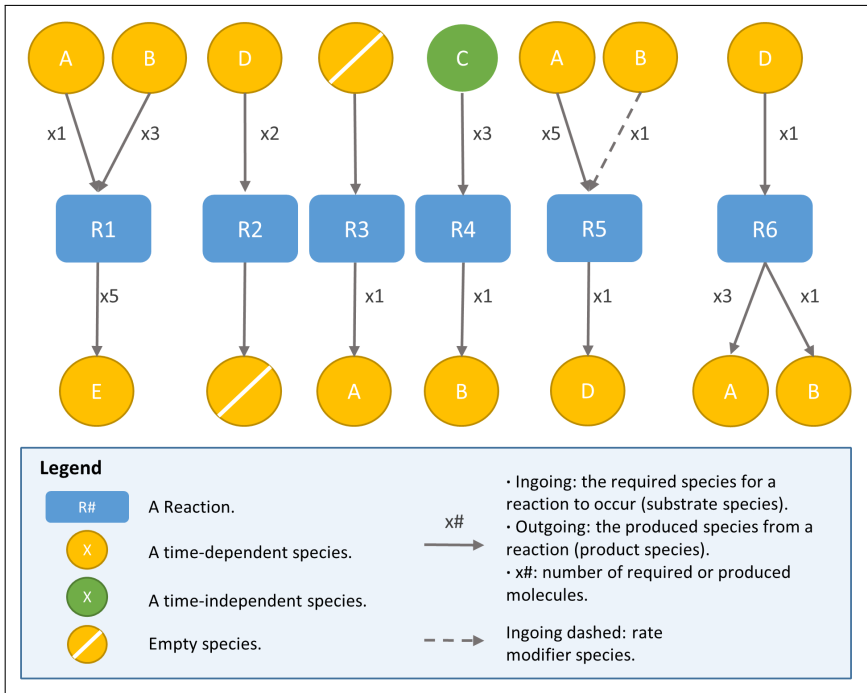 A B D C A B D
x1 x3 x2 x3 x5 x1 x1
R1 R2 R3 R4 R5 R6
x5 x1 x1 x1 x3 x1
E A B D A B
Legend
R# A Reaction.
X A time-dependent species.
X A time-independent species.
Empty species.
x#
· Ingoing: the required species for a
reaction to occur (substrate species).
· Outgoing: the produced species from a
reaction (product species).
· x#: number of required or produced
molecules.
Ingoing dashed: rate
modifier species.